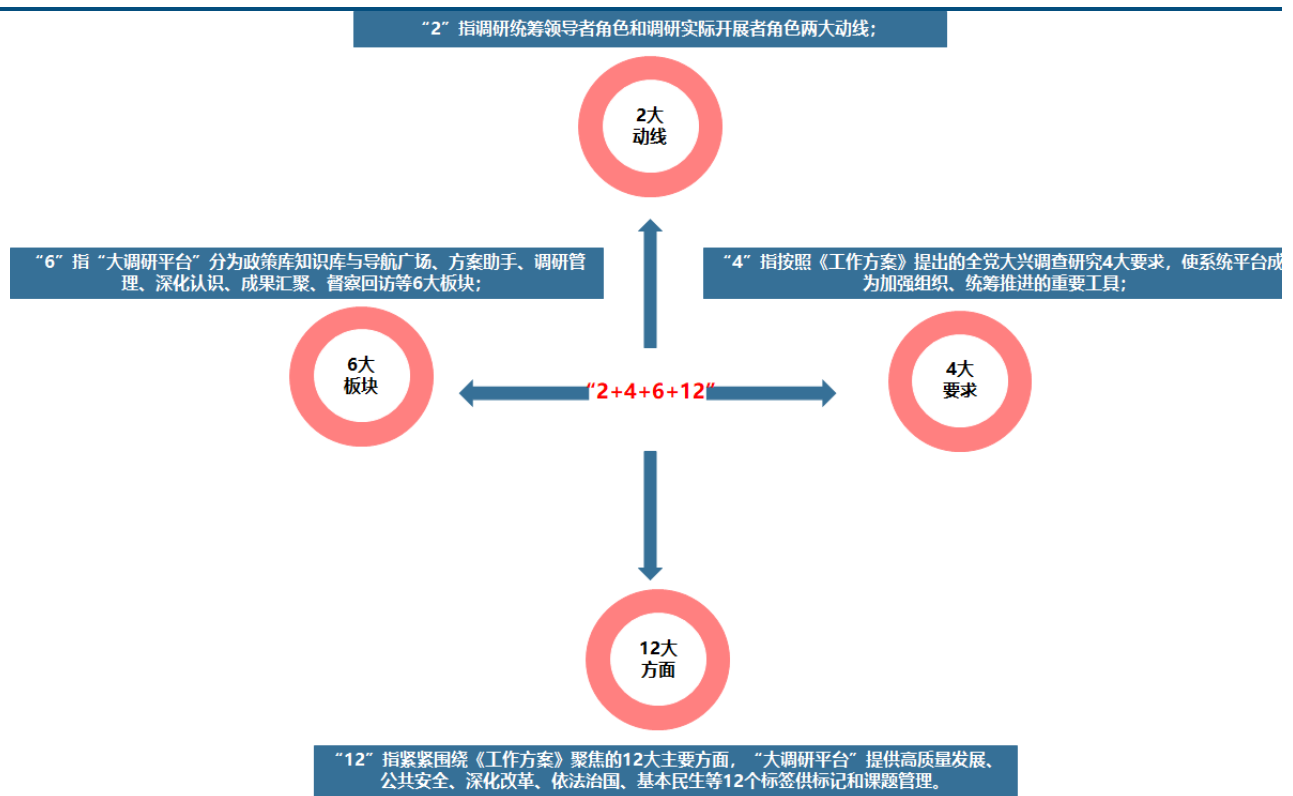 “2”指调研统筹领导者角色和调研实际开展者角色两大动线；
2大
动线
“6”指“大调研平台”分为政策库知识库与导航广场、方案助手、调研管
理、深化认识、成果汇聚、督察回访等6大板块；
“4”指按照《工作方案》提出的全党大兴调查研究4大要求，使系统平台成
为加强组织、统筹推进的重要工具；
6大
板块
4大
要求
“2+4+6+12“
12大
方面
“12”指紧紧围绕《工作方案》聚焦的12大主要方面，“大调研平台”提供高质量发展、
公共安全、深化改革、依法治国、基本民生等12个标签供标记和课题管理。